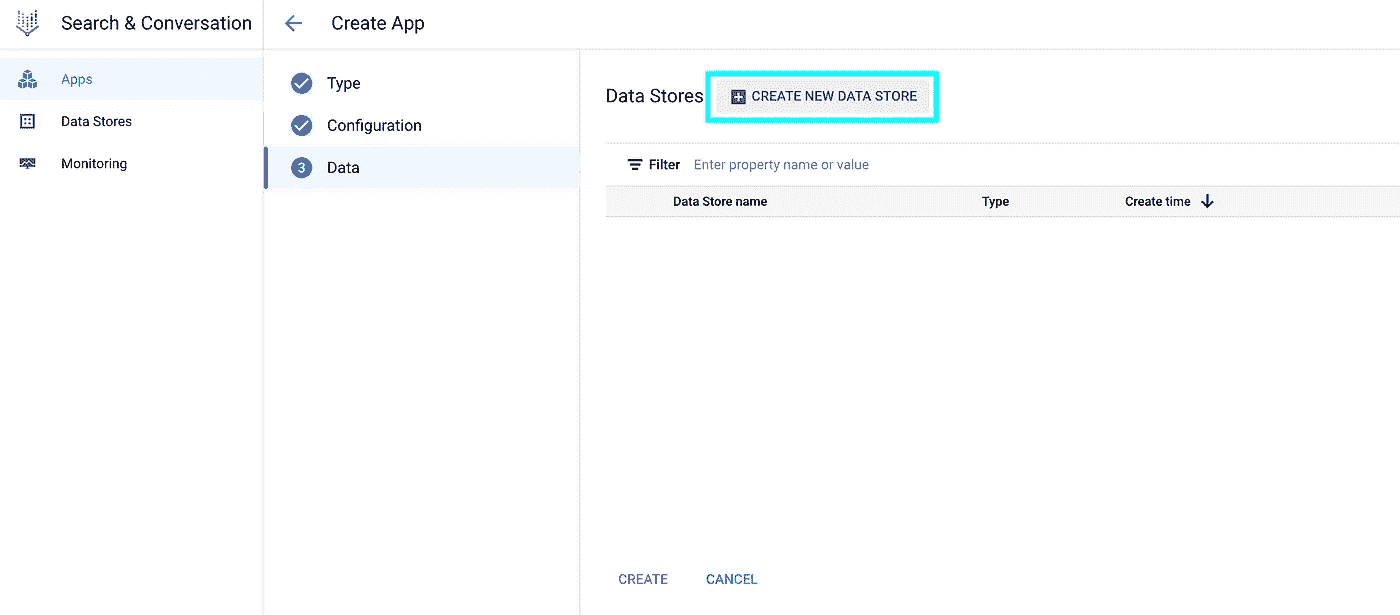 Search & Conversation
Create App
Apps
Data Stores
Monitoring
Type
Configuration
3 Data
Data Stores CREATE NEW DATA STORE
Filter Enter property name or value
Data Store name Type Create time
CREATE CANCEL